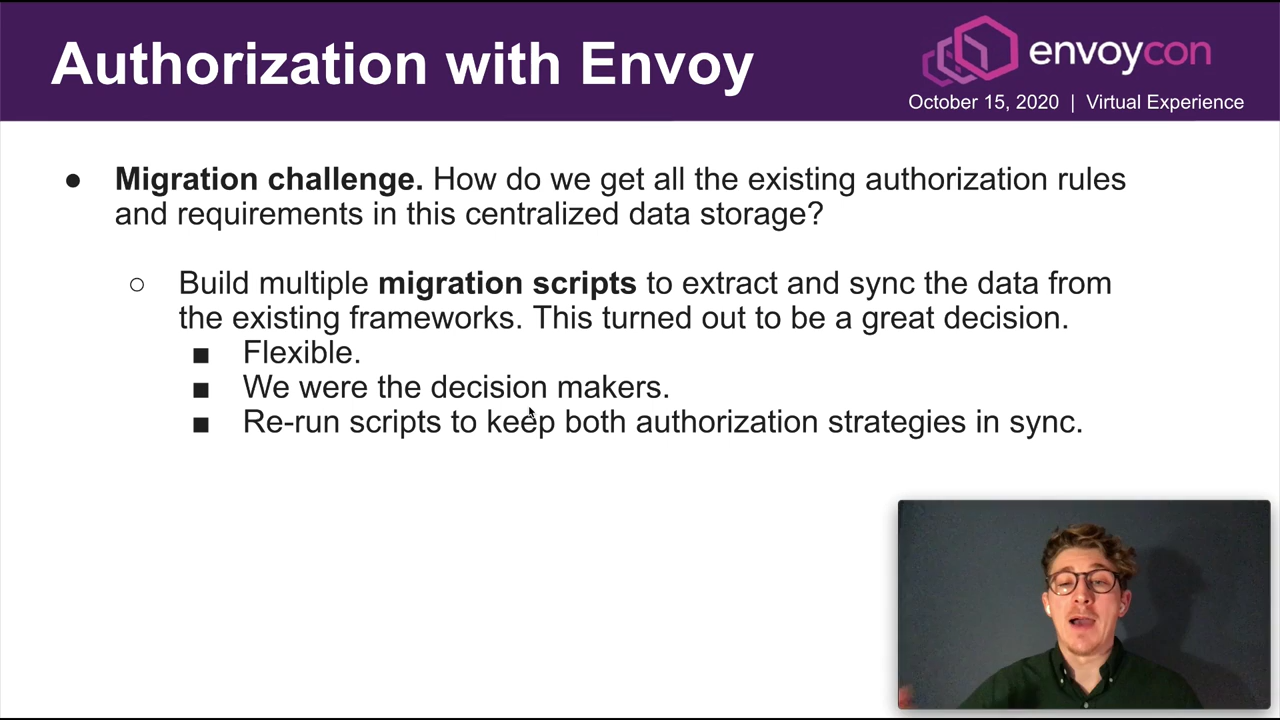 Authorization with Envoy
envoycon
October 15, 2020 | Virtual Experience
● Migration challenge. How do we get all the existing authorization rules
and requirements in this centralized data storage?
○ Build multiple migration scripts to extract and sync the data from
the existing frameworks. This turned out to be a great decision.
■ Flexible.
■ We were the decision makers.
■ Re-run scripts to keep both authorization strategies in sync.